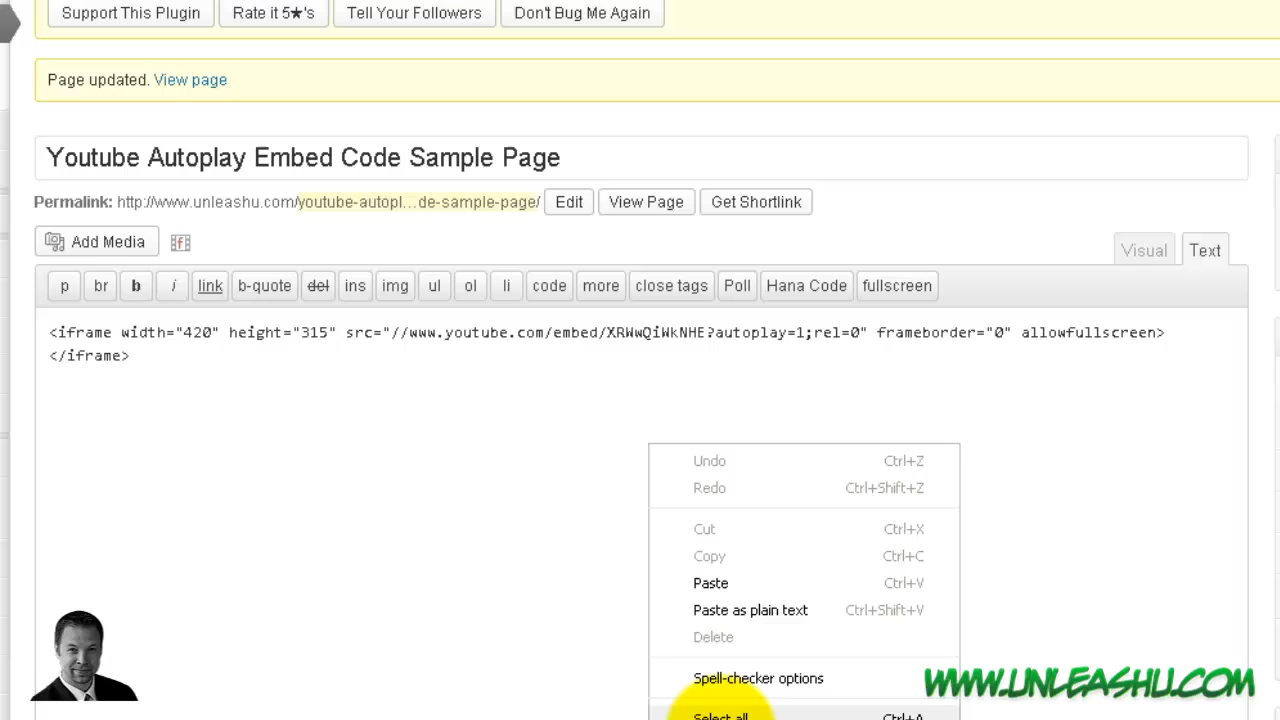 Support This Plugin Rate it 5★'s Tell Your Followers Don't Bug Me Again
Page updated. View page
Youtube Autoplay Embed Code Sample Page
Permalink: http://www.unleashu.com/youtube-autopl...de-sample-page/ Edit View Page Get Shortlink
Add Media
Visual Text
p br b i link b-quote del ins img ul ol li code more close tags Poll Hana Code fullscreen
<iframe width="420" height="315" src="//www.youtube.com/embed/XRWwQiWkNHE?autoplay=1;rel=0" frameborder="0" allowfullscreen>
</iframe>
Undo Ctrl+Z
Redo Ctrl+Shift+Z
Cut Ctrl+X
Copy Ctrl+C
Paste Ctrl+V
Paste as plain text Ctrl+Shift+V
Delete
Spell-checker options
Select all Ctrl+A
WWW.UNLEASHU.COM